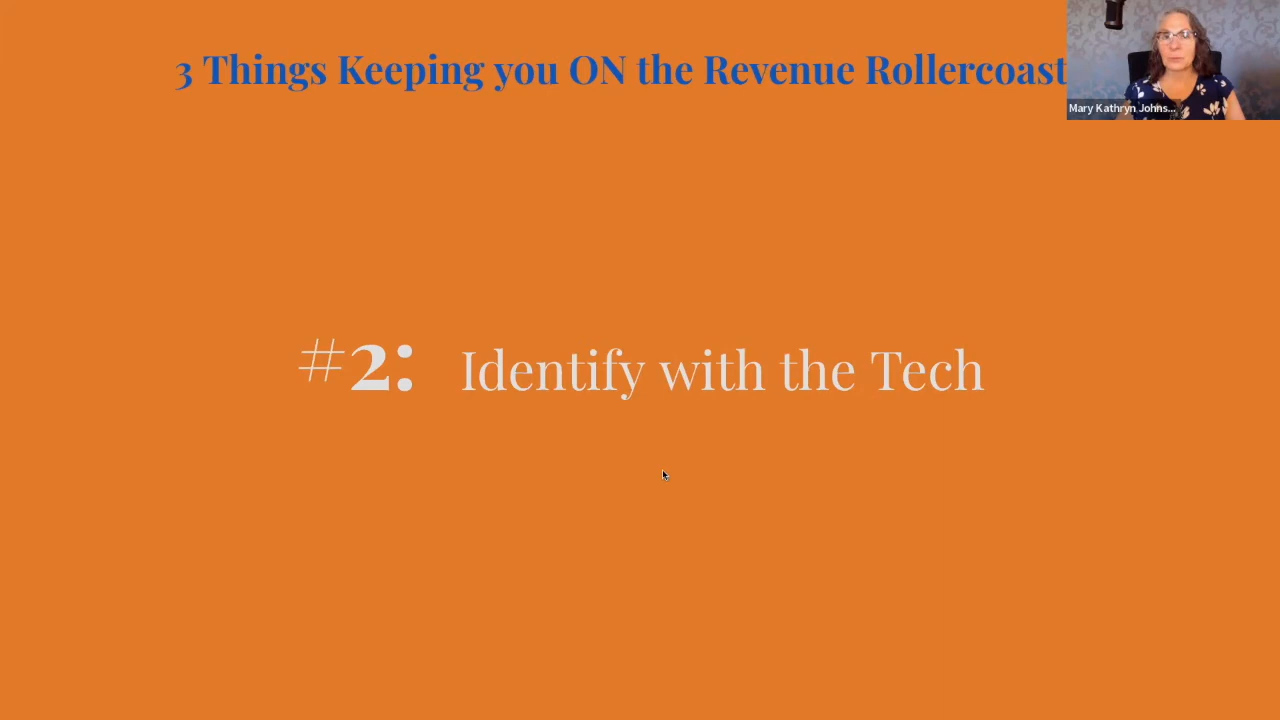 3 Things Keeping you ON the Revenue Rollercoast
Mary Kathryn Johns...
#2: Identify with the Tech